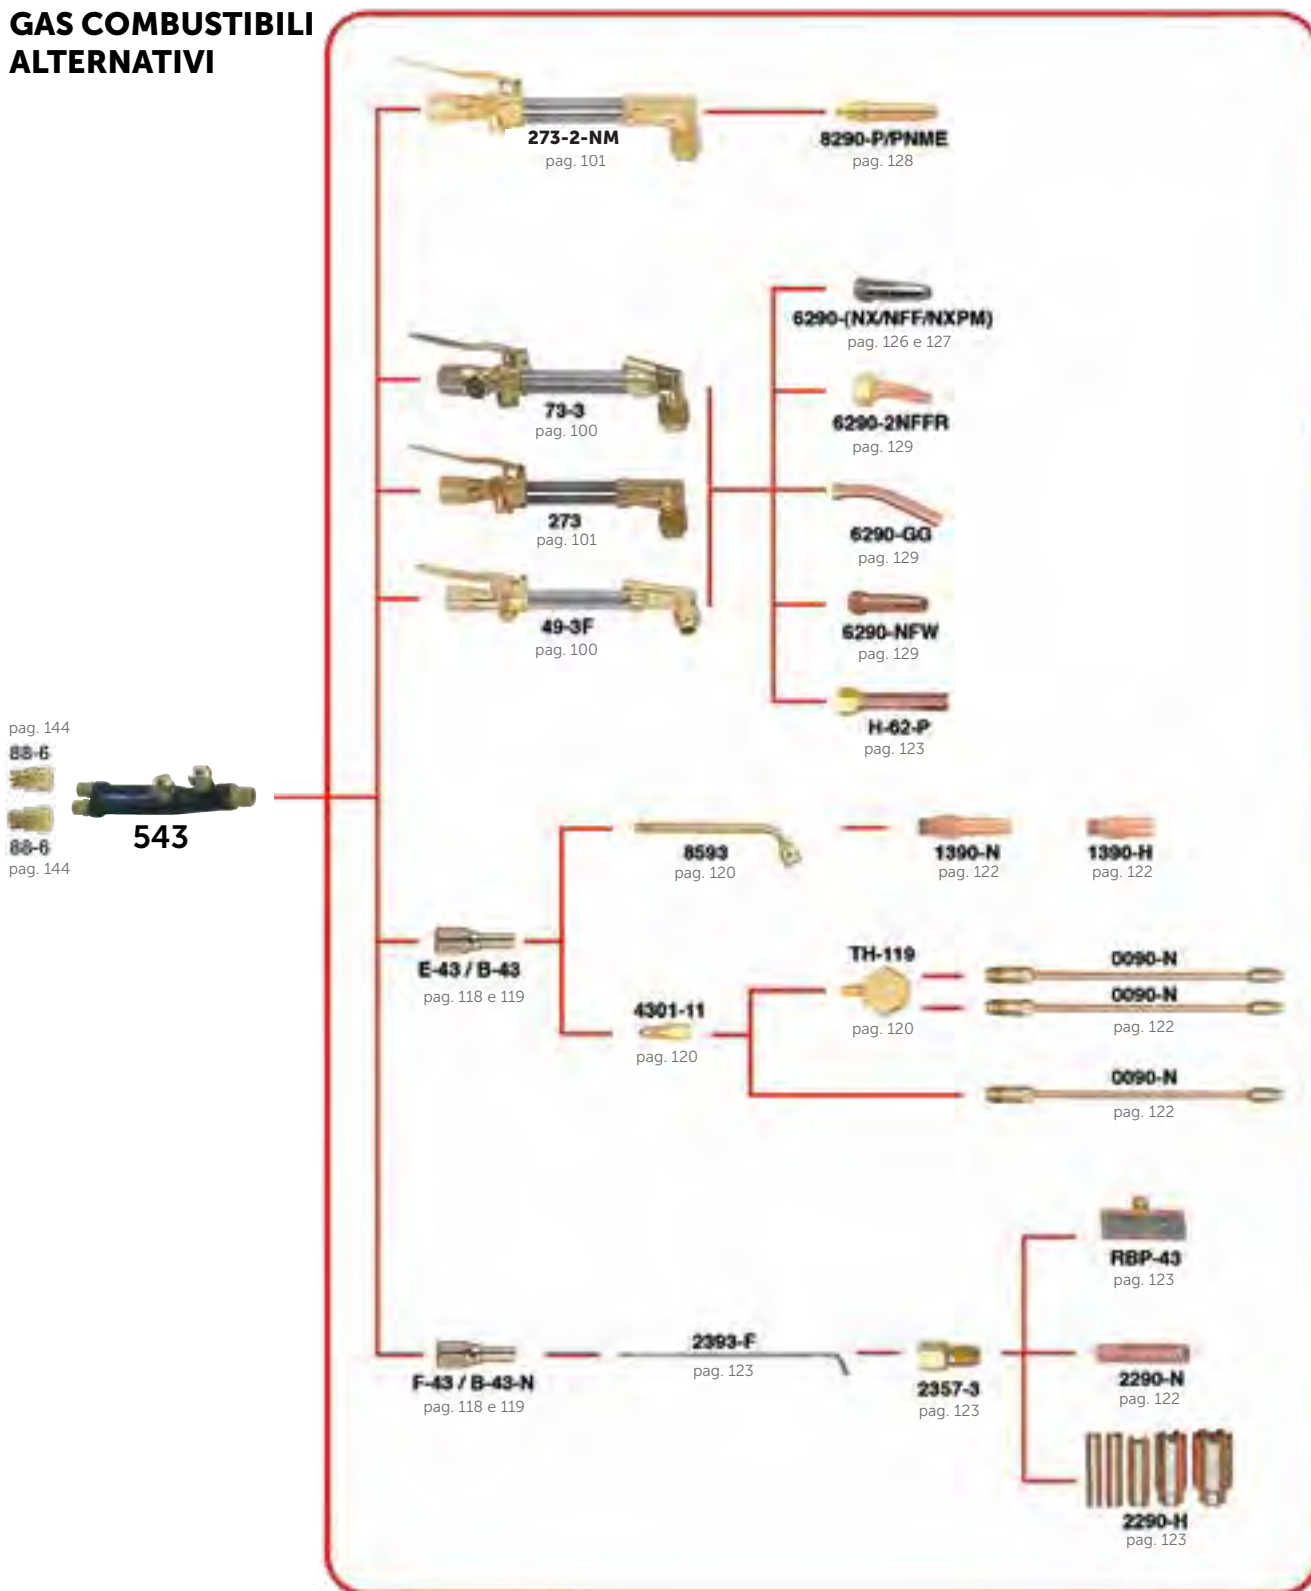 GAS COMBUSTIBILI
ALTERNATIVI
273-2-NM
pag. 101
8290-P/PNME
pag. 128
6290-(NX/NFF/NXPM)
pag. 126 e 127
73-3
pag. 100
6290-2NFFR
pag. 129
273
pag. 101
6290-GG
pag. 129
49-3F
pag. 100
6290-NFW
pag. 129
H-62-P
pag. 123
pag. 144
88-6
543
88-6
pag. 144
8593
pag. 120
1390-N
pag. 122
1390-H
pag. 122
E-43 / B-43
pag. 118 e 119
4301-11
pag. 120
TH-119
pag. 120
0090-N
0090-N
pag. 122
0090-N
pag. 122
F-43 / B-43-N
pag. 118 e 119
2393-F
pag. 123
2357-3
pag. 123
RBP-43
pag. 123
2290-N
pag. 122
2290-H
pag. 123